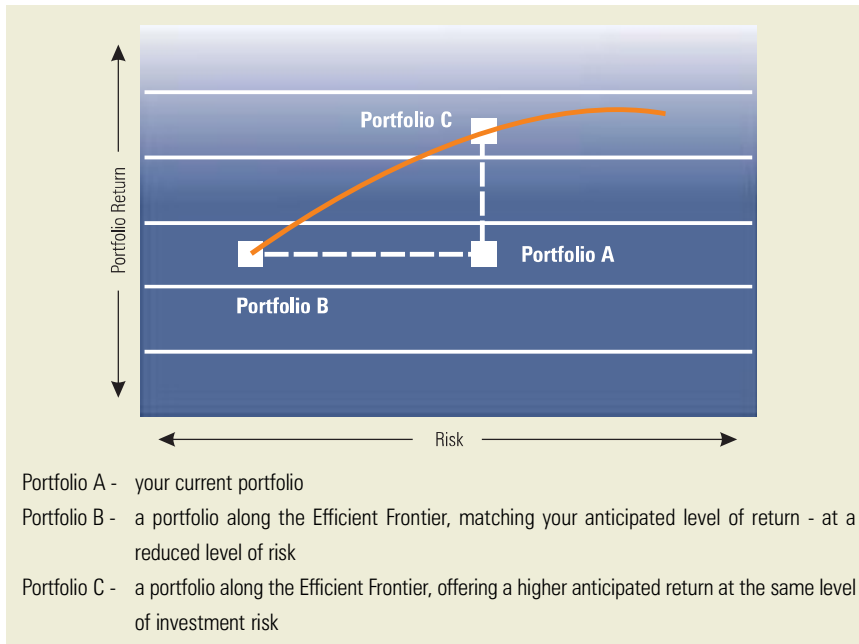 Portfolio C
Portfolio Return
Portfolio A
Portfolio B
Risk
Portfolio A - your current portfolio
Portfolio B - a portfolio along the Efficient Frontier, matching your anticipated level of return - at a
reduced level of risk
Portfolio C - a portfolio along the Efficient Frontier, offering a higher anticipated return at the same level
of investment risk